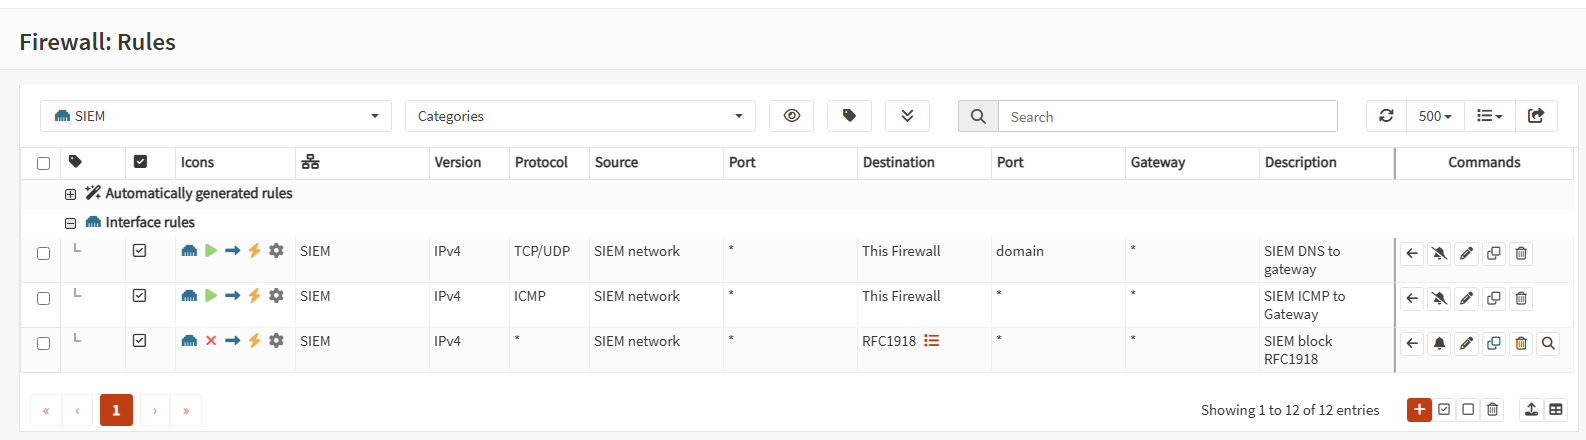 Firewall: Rules
SIEM Categories Search 500
Icons Version Protocol Source Port Destination Port Gateway Description Commands
Automatically generated rules
Interface rules
SIEM IPv4 TCP/UDP SIEM network * This Firewall domain * SIEM DNS to
gateway
SIEM IPv4 ICMP SIEM network * This Firewall * * SIEM ICMP to
Gateway
SIEM IPv4 * SIEM network * RFC1918 * * SIEM block
RFC1918
« ‹ 1 › » Showing 1 to 12 of 12 entries